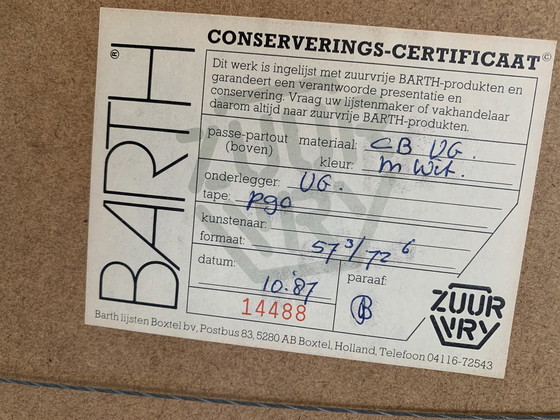 BARTH®
CONSERVERINGS-CERTIFICAAT©
Dit werk is ingelijst met zuurvrije BARTH-produkten en
garandeert een verantwoorde presentatie en
conservering. Vraag uw lijstenmaker of vakhandelaar
daarom altijd naar zuurvrije BARTH-produkten.
passe-partout materiaal: CB UG.
(boven) kleur: m wit.
onderlegger: UG.
tape: pgo
kunstenaar:
formaat: 57 3/72 6
datum: 10.'87 paraaf:
14488
ZUUR
VRY
Barth lijsten Boxtel bv, Postbus 83, 5280 AB Boxtel, Holland, Telefoon 04116-72543